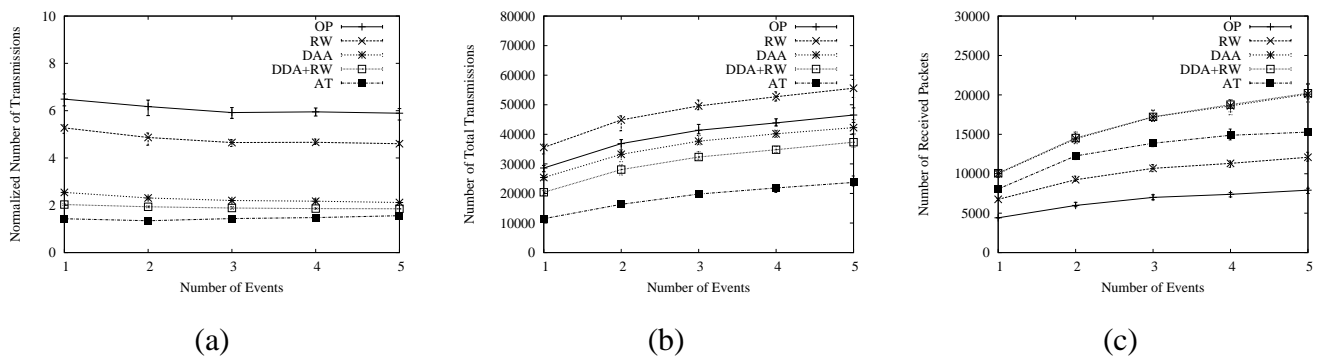 10
8
6
4
2
0
1 2 3 4 5
Normalized Number of Transmissions
Number of Events
OP
RW
DAA
DDA+RW
AT
(a)
80000
70000
60000
50000
40000
30000
20000
10000
0
1 2 3 4 5
Number of Total Transmissions
Number of Events
OP
RW
DAA
DDA+RW
AT
(b)
30000
25000
20000
15000
10000
5000
0
1 2 3 4 5
Number of Received Packets
Number of Events
OP
RW
DAA
DDA+RW
AT
(c)